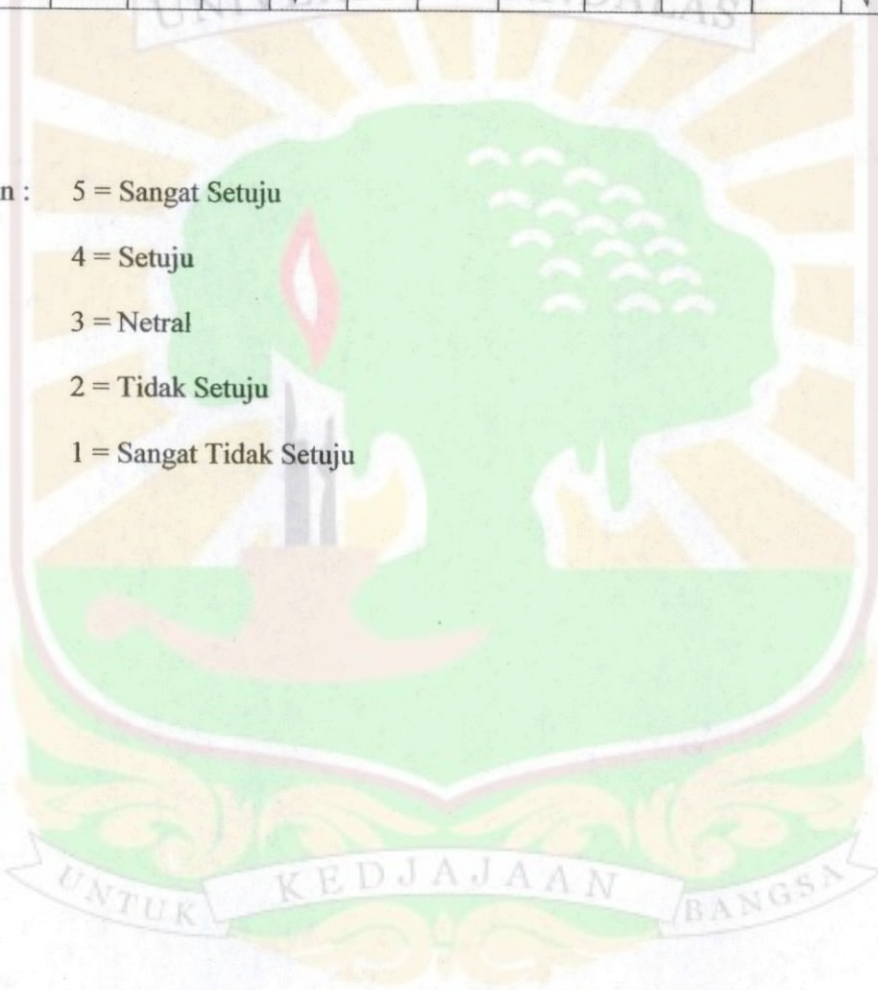 n : 5 = Sangat Setuju
4 = Setuju
3 = Netral
2 = Tidak Setuju
1 = Sangat Tidak Setuju
UNTUK KEDJAJAAN BANGSA